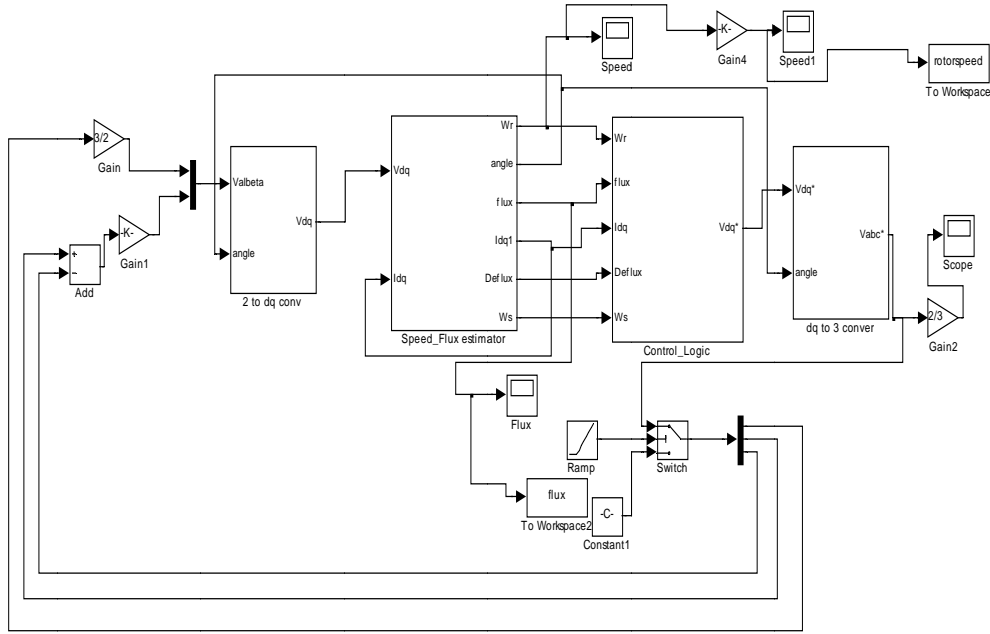 -K-
Gain4
Speed
Speed1
rotorspeed
To Workspace
3/2
Gain
-K-
Gain1
+
−
Add
Valbeta
angle
Vdq
2 to dq conv
Vdq
Idq
Wr
angle
flux
Idq1
Deflux
Ws
Speed_Flux estimator
Wr
flux
Idq
Deflux
Ws
Vdq*
Control_Logic
Vdq*
angle
Vabc*
dq to 3 conver
Scope
2/3
Gain2
Flux
Ramp
Switch
flux
To Workspace2
-C-
Constant1